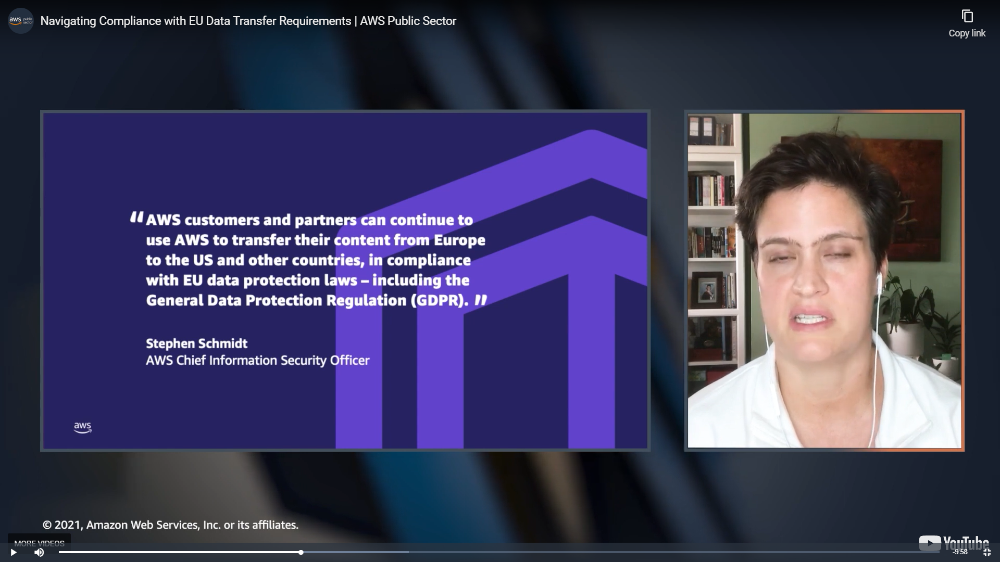 aws public sector
Navigating Compliance with EU Data Transfer Requirements | AWS Public Sector
Copy link
“AWS customers and partners can continue to
use AWS to transfer their content from Europe
to the US and other countries, in compliance
with EU data protection laws – including the
General Data Protection Regulation (GDPR).”
Stephen Schmidt
AWS Chief Information Security Officer
aws
© 2021, Amazon Web Services, Inc. or its affiliates.
MORE VIDEOS
YouTube
-9:58